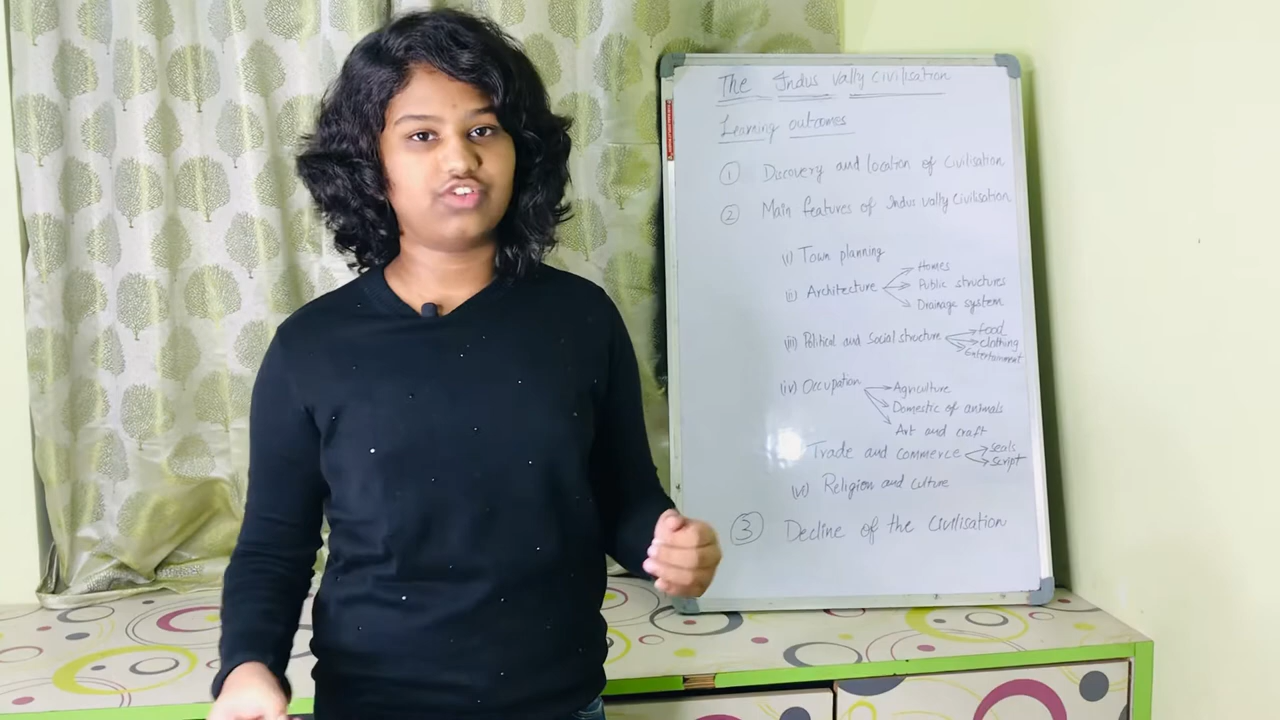 The Indus vally civilisation
Learning outcomes
① Discovery and location of Civilisation
② Main features of Indus vally Civilisation
(i) Town planning
(ii) Architecture
Homes
Public structures
Drainage system
(iii) Political and Social structure
food
clothing
Entertainment
(iv) Occupation
Agriculture
Domestic of animals
Art and craft
Trade and commerce
seals
script
(vi) Religion and culture
③ Decline of the Civilisation